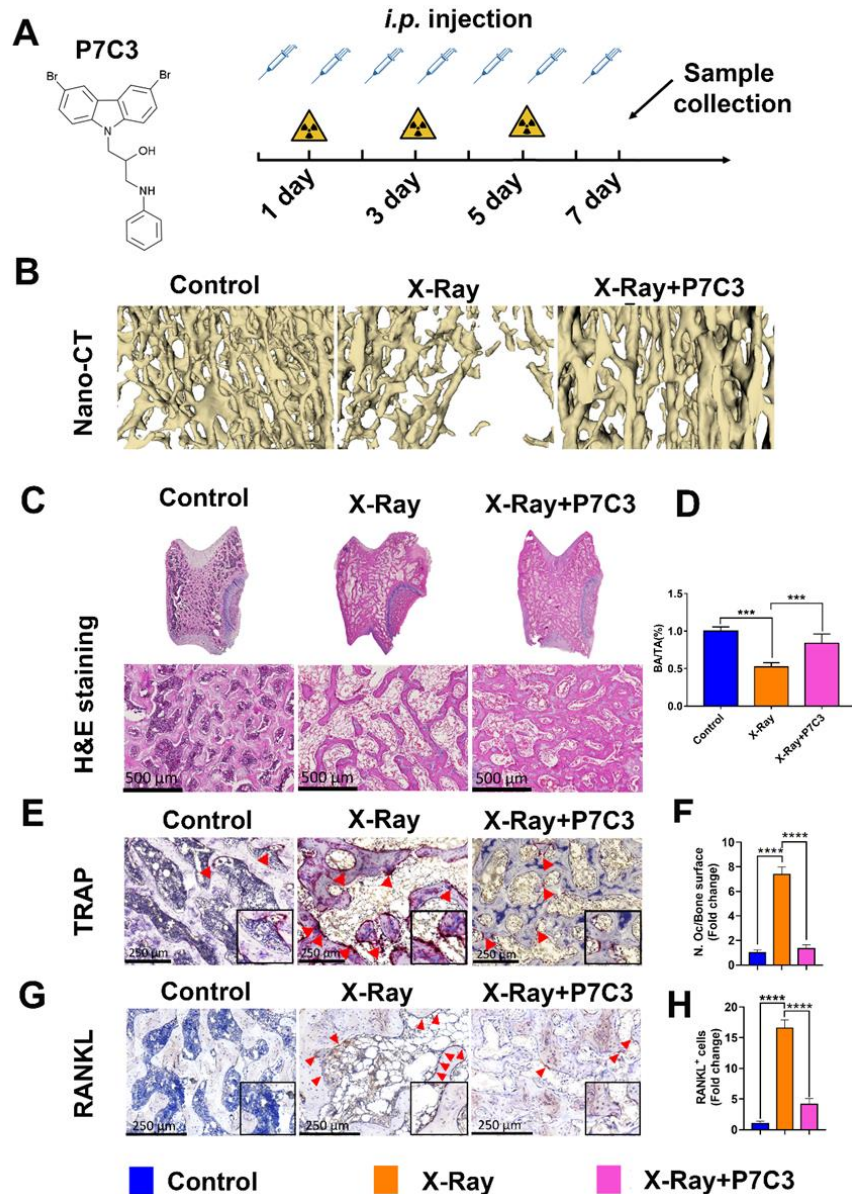 A
P7C3
Br
Br
N
OH
NH
i.p. injection
Sample
collection
1 day
3 day
5 day
7 day
B
Control
X-Ray
X-Ray+P7C3
Nano-CT
C
Control
X-Ray
X-Ray+P7C3
H&E staining
500 μm
500 μm
500 μm
D
BA/TA(%)
1.5
1.0
0.5
0.0
***
***
Control
X-Ray
X-Ray+P7C3
E
Control
X-Ray
X-Ray+P7C3
TRAP
250 μm
250 μm
250 μm
F
N. Oc/Bone surface
(Fold change)
10
8
6
4
2
0
****
****
G
Control
X-Ray
X-Ray+P7C3
RANKL
250 μm
250 μm
250 μm
H
RANKL+ cells
(Fold change)
20
15
10
5
0
****
****
Control
X-Ray
X-Ray+P7C3